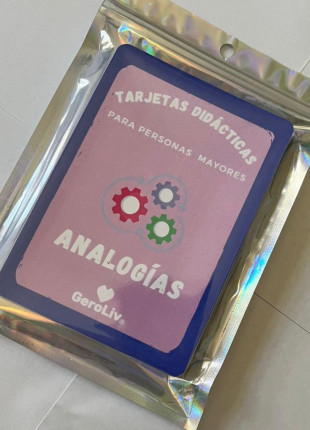 TARJETAS DIDÁCTICAS
PARA PERSONAS MAYORES
ANALOGÍAS
GeroLiv®